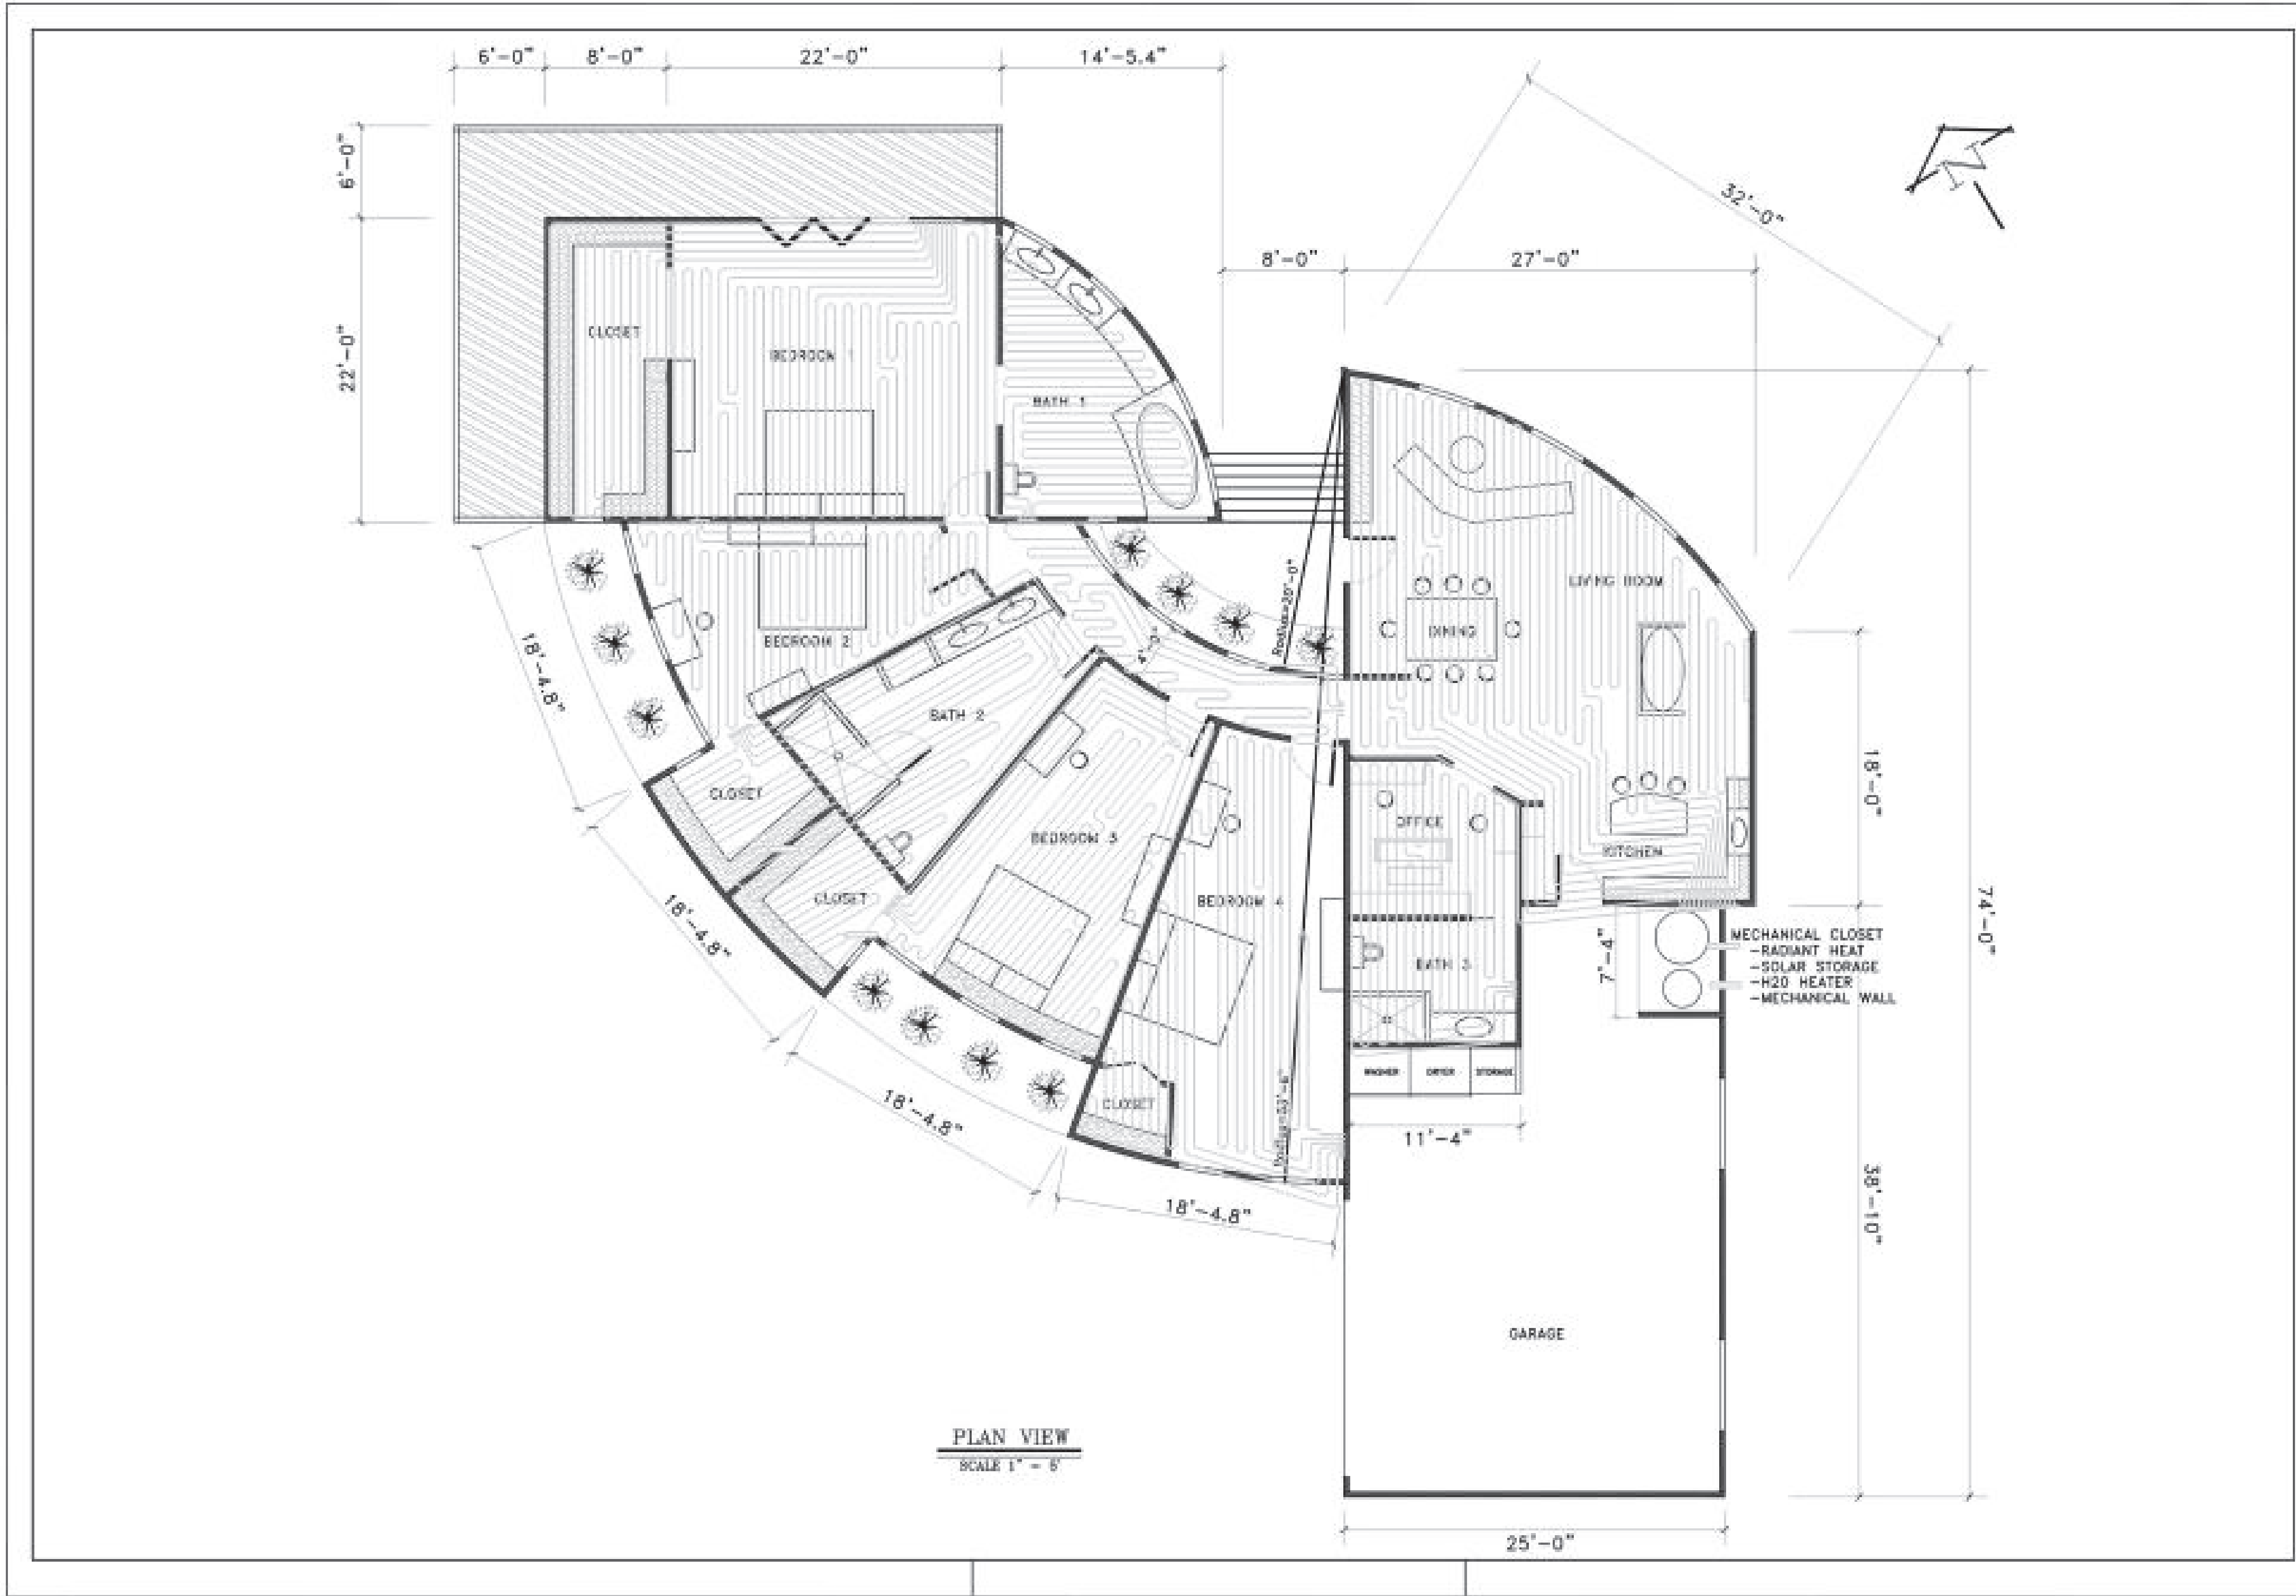 6'-0"
8'-0"
22'-0"
14'-5.4"
6'-0"
22'-0"
32'-0"
8'-0"
27'-0"
CLOSET
BEDROOM 1
BATH 1
LIVING ROOM
DINING
BEDROOM 2
BATH 2
18'-4.8"
18'-0"
CLOSET
OFFICE
BEDROOM 3
KITCHEN
CLOSET
BEDROOM 4
18'-4.8"
74'-0"
7'-4"
MECHANICAL CLOSET
-RADIANT HEAT
-SOLAR STORAGE
-H20 HEATER
-MECHANICAL WALL
BATH 3
WASHER
DRYER
STORAGE
CLOSET
18'-4.8"
11'-4"
18'-4.8"
38'-10"
GARAGE
PLAN VIEW
25'-0"